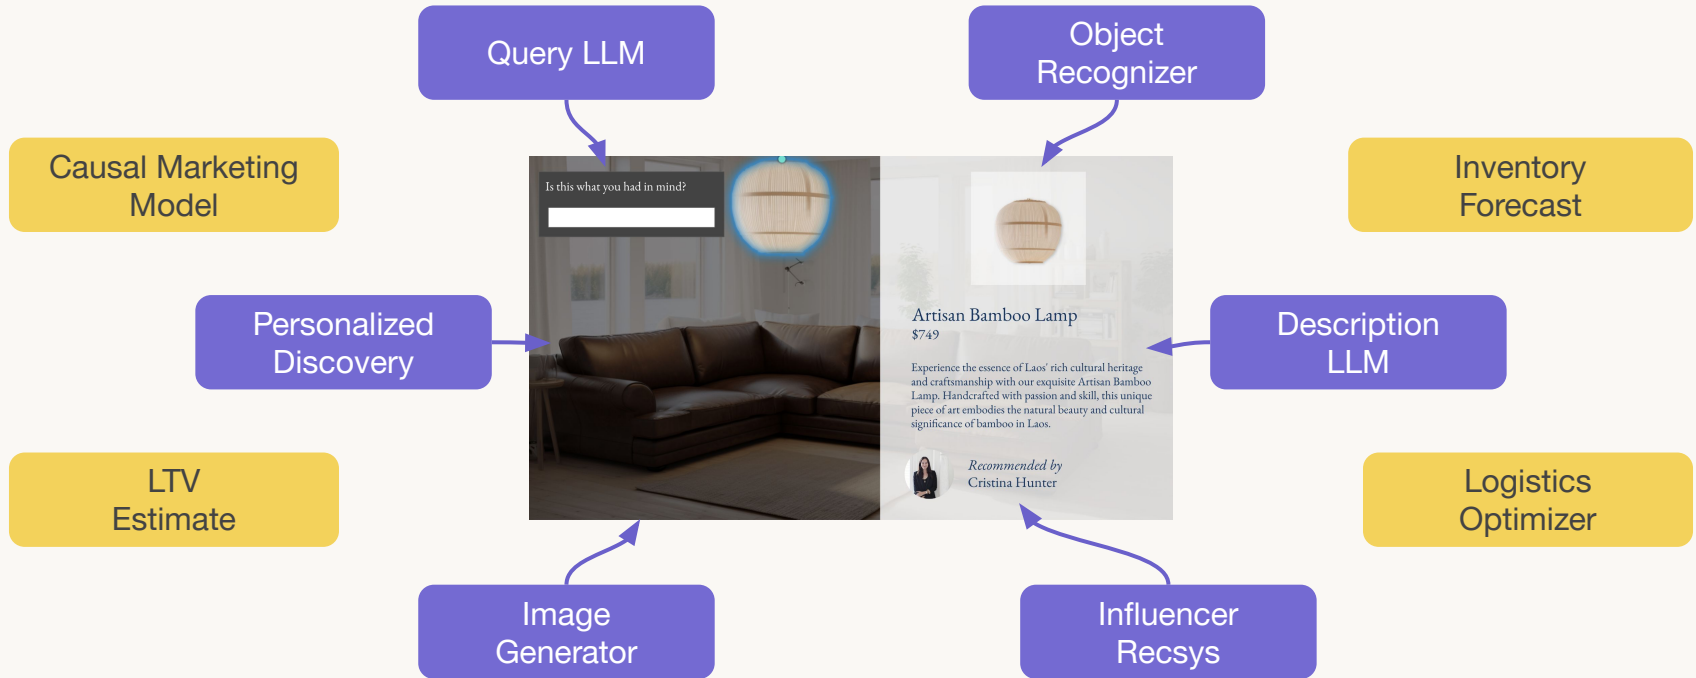 Query LLM
Object
Recognizer
Causal Marketing
Model
Inventory
Forecast
Is this what you had in mind?
Personalized
Discovery
Artisan Bamboo Lamp
$749
Description
LLM
Experience the essence of Laos' rich cultural heritage
and craftsmanship with our exquisite Artisan Bamboo
Lamp. Handcrafted with passion and skill, this unique
piece of art embodies the natural beauty and cultural
significance of bamboo in Laos.
LTV
Estimate
Recommended by
Cristina Hunter
Logistics
Optimizer
Image
Generator
Influencer
Recsys